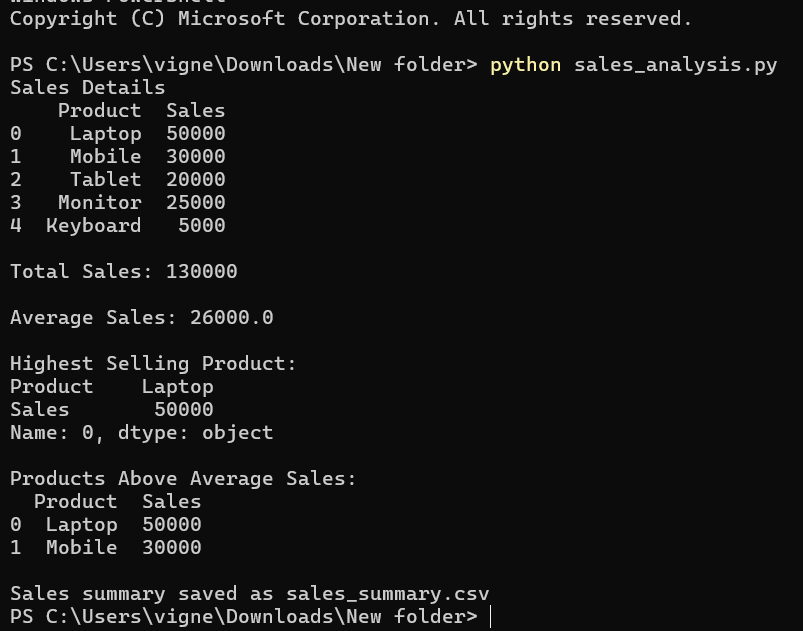 Copyright (C) Microsoft Corporation. All rights reserved.
PS C:\Users\vigne\Downloads\New folder> python sales_analysis.py
Sales Details
    Product  Sales
0    Laptop  50000
1    Mobile  30000
2    Tablet  20000
3   Monitor  25000
4  Keyboard   5000
Total Sales: 130000
Average Sales: 26000.0
Highest Selling Product:
Product    Laptop
Sales       50000
Name: 0, dtype: object
Products Above Average Sales:
  Product  Sales
0  Laptop  50000
1  Mobile  30000
Sales summary saved as sales_summary.csv
PS C:\Users\vigne\Downloads\New folder>